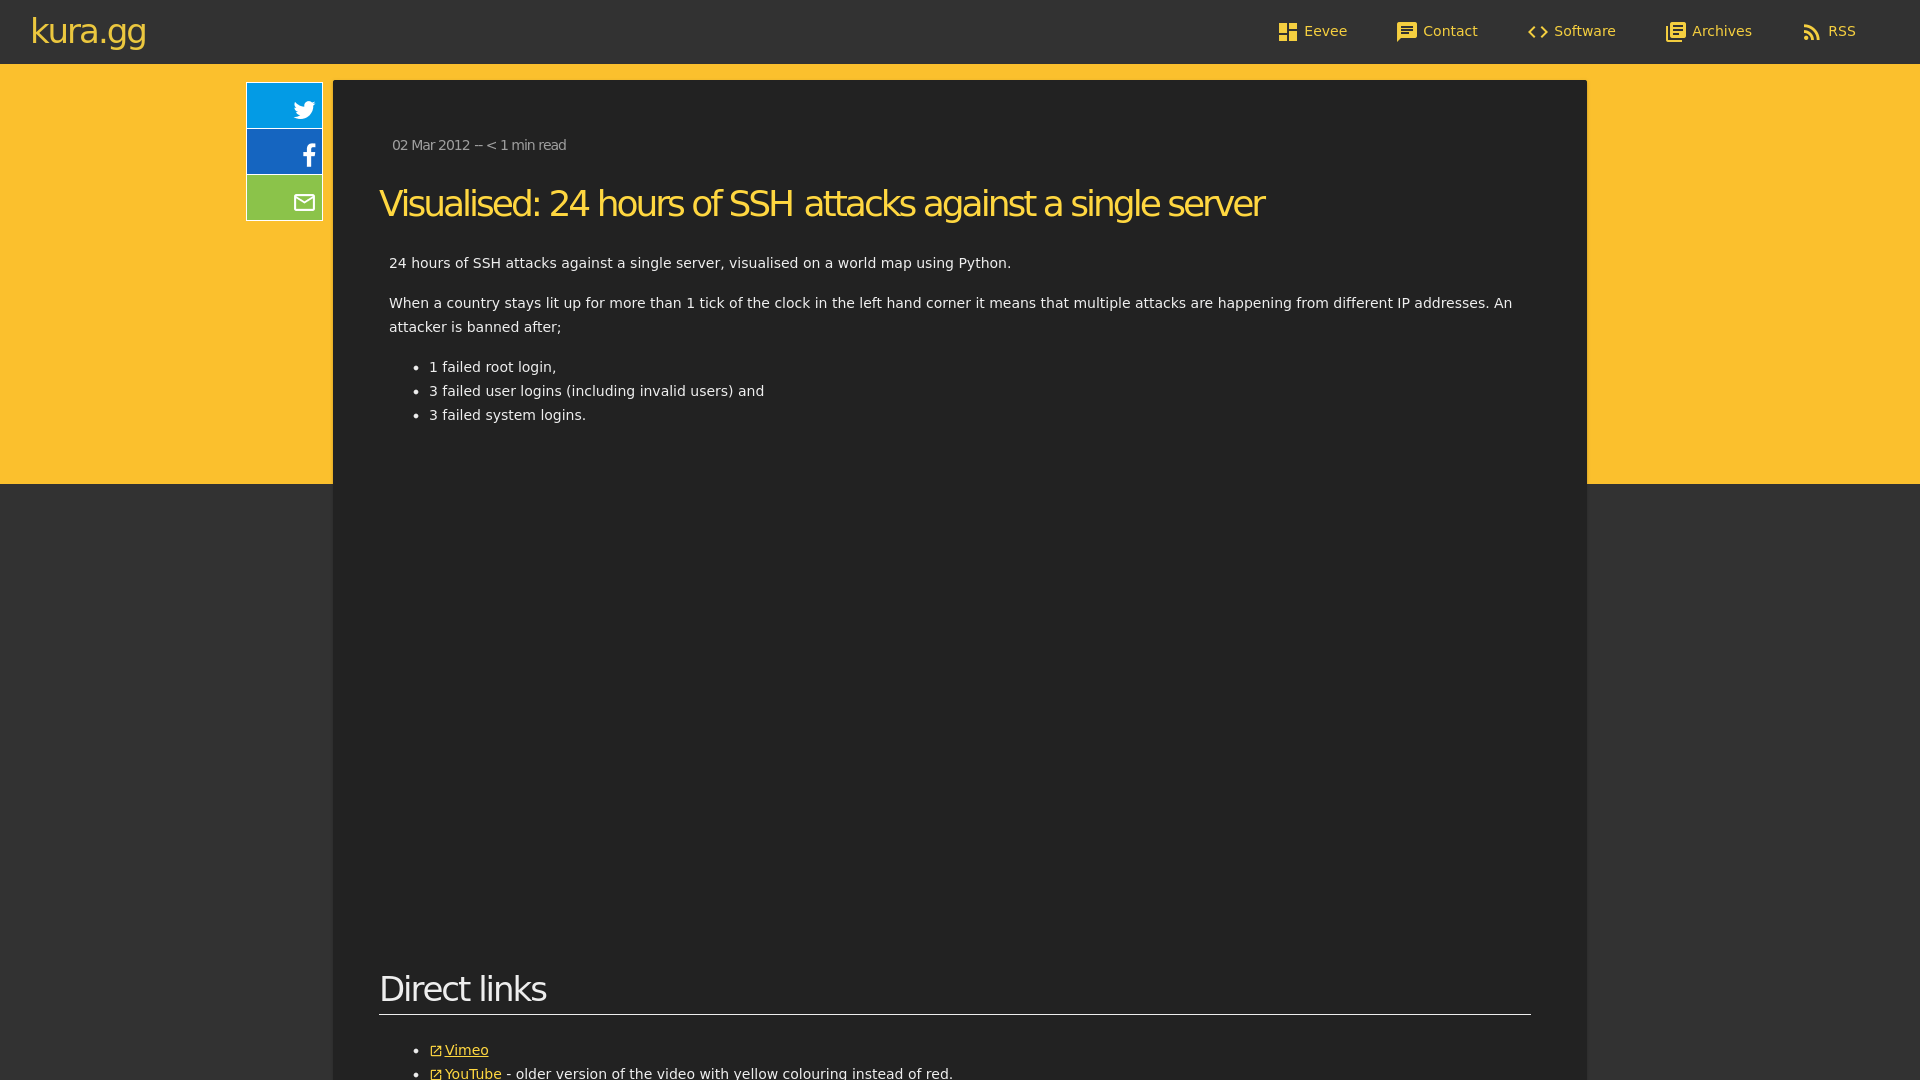 kura.gg
Eevee
Contact
Software
Archives
RSS
02 Mar 2012 -- < 1 min read
Visualised: 24 hours of SSH attacks against a single server
24 hours of SSH attacks against a single server, visualised on a world map using Python.
When a country stays lit up for more than 1 tick of the clock in the left hand corner it means that multiple attacks are happening from different IP addresses. An
attacker is banned after;
• 1 failed root login,
• 3 failed user logins (including invalid users) and
• 3 failed system logins.
Direct links
• Vimeo
• YouTube - older version of the video with yellow colouring instead of red.